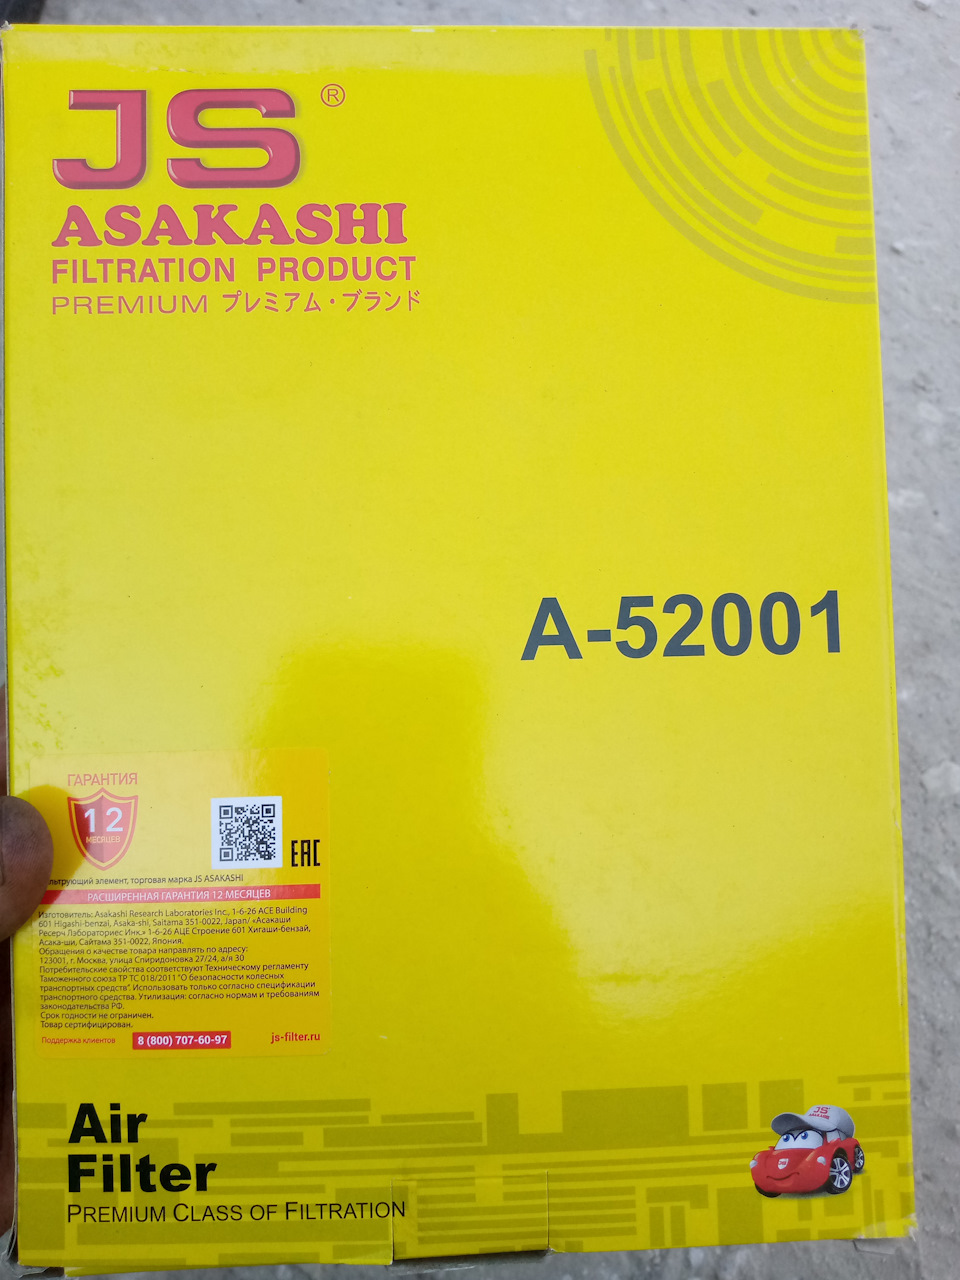 JS ®
ASAKASHI
FILTRATION PRODUCT
PREMIUM プレミアム・ブランド
A-52001
ГАРАНТИЯ
12
МЕСЯЦЕВ
EAC
элемент, торговая марка JS ASAKASHI
РАСШИРЕННАЯ ГАРАНТИЯ 12 МЕСЯЦЕВ
Изготовитель: Asakashi Research Laboratories Inc., 1-6-26 ACE Building
601 Higashi-benzai, Asaka-shi, Saitama 351-0022, Japan/ «Асакаши
Ресерч Лэбораториес Инк.» 1-6-26 АЦЕ Строение 601 Хигаши-бензай,
Асака-ши, Сайтама 351-0022, Япония.
Обращения о качестве товара направлять по адресу:
123001, г. Москва, улица Спиридоновка 27/24, а/я 30
Потребительские свойства соответствуют Техническому регламенту
Таможенного союза ТР ТС 018/2011 "О безопасности колесных
транспортных средств". Использовать только согласно спецификации
транспортного средства. Утилизация: согласно нормам и требованиям
законодательства РФ.
Срок годности не ограничен.
Товар сертифицирован.
Поддержка клиентов 8 (800) 707-60-97 js-filter.ru
JS
Air
Filter
PREMIUM CLASS OF FILTRATION